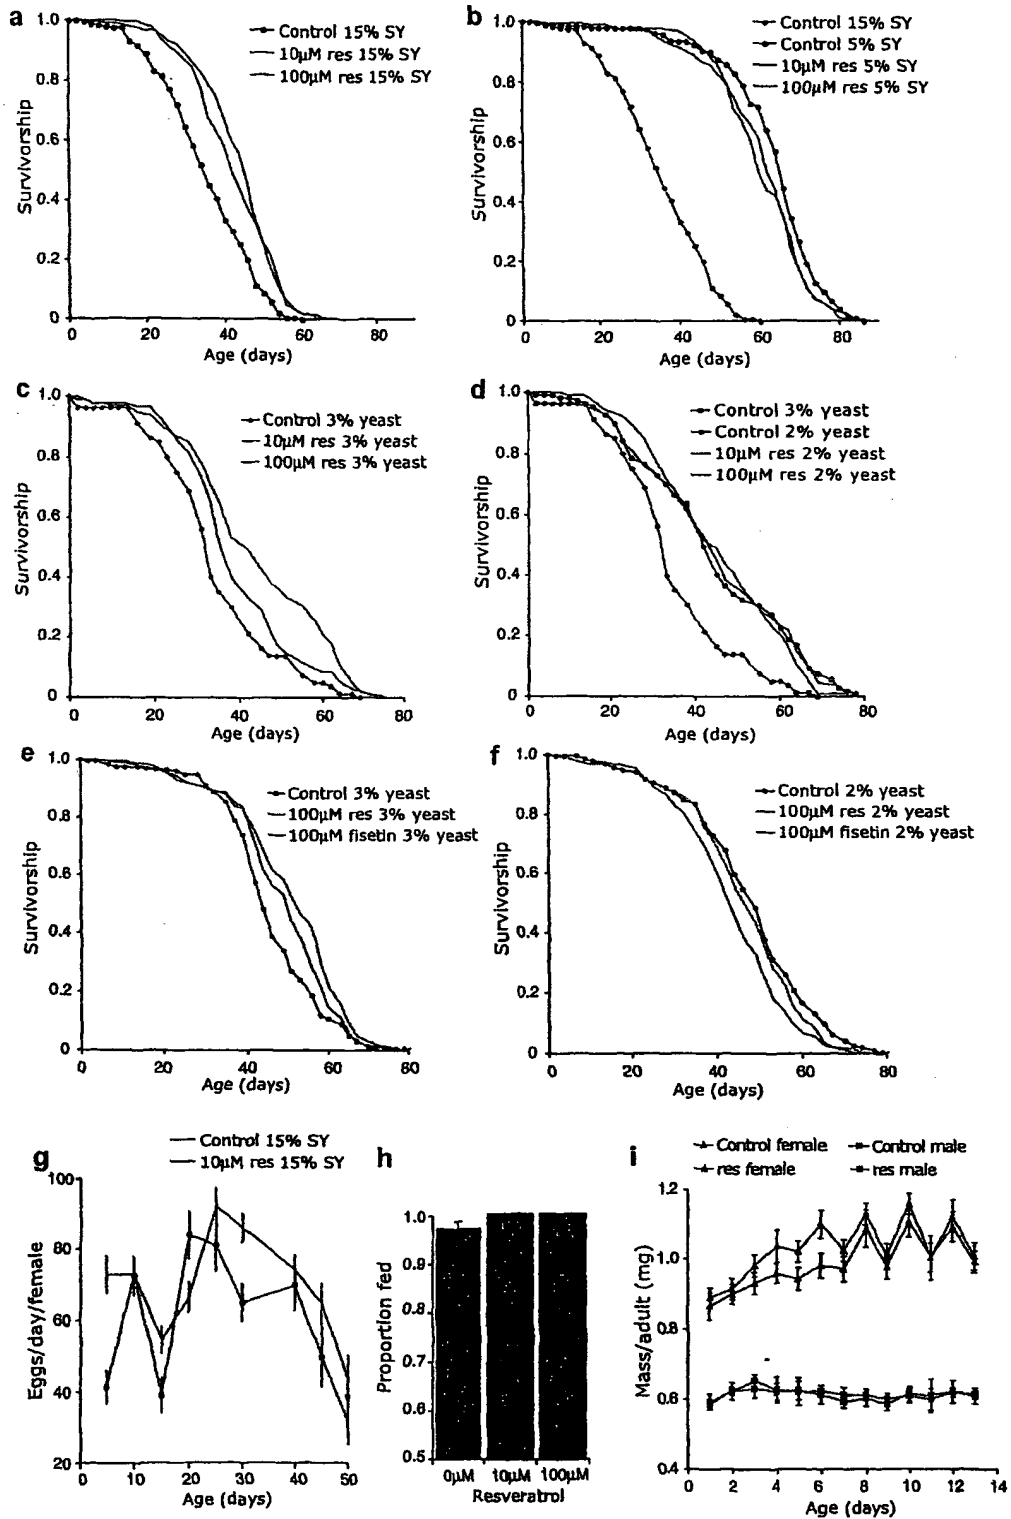 a
Control 15% SY
10µM res 15% SY
100µM res 15% SY
1.0
0.8
0.6
0.4
0.2
0
Survivorship
0 20 40 60 80
Age (days)
b
Control 15% SY
Control 5% SY
10µM res 5% SY
100µM res 5% SY
1.0
0.8
0.6
0.4
0.2
0
Survivorship
0 20 40 60 80
Age (days)
c
Control 3% yeast
10µM res 3% yeast
100µM res 3% yeast
1.0
0.8
0.6
0.4
0.2
0
Survivorship
0 20 40 60 80
Age (days)
d
Control 3% yeast
Control 2% yeast
10µM res 2% yeast
100µM res 2% yeast
1.0
0.8
0.6
0.4
0.2
0
Survivorship
0 20 40 60 80
Age (days)
e
Control 3% yeast
100µM res 3% yeast
100µM fisetin 3% yeast
1.0
0.8
0.6
0.4
0.2
0
Survivorship
0 20 40 60 80
Age (days)
f
Control 2% yeast
100µM res 2% yeast
100µM fisetin 2% yeast
1.0
0.8
0.6
0.4
0.2
0
Survivorship
0 20 40 60 80
Age (days)
g
Control 15% SY
10µM res 15% SY
100
80
60
40
20
Eggs/day/female
0 10 20 30 40 50
Age (days)
h
1.0
0.9
0.8
0.7
0.6
0.5
Proportion fed
0µM 10µM 100µM
Resveratrol
i
Control female Control male
res female res male
1.2
1.0
0.8
0.6
0.4
Mass/adult (mg)
0 2 4 6 8 10 12 14
Age (days)